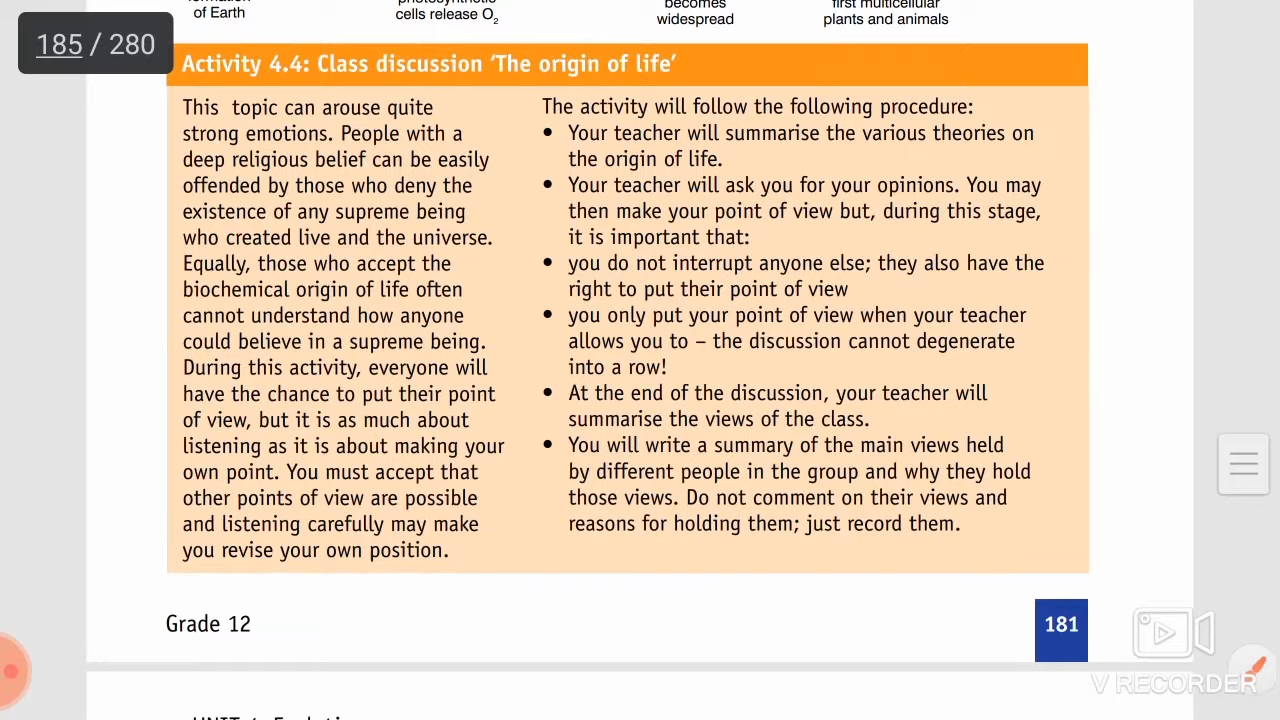 of Earth
photosynthetic
cells release O₂
becomes
widespread
first multicellular
plants and animals
185 / 280
Activity 4.4: Class discussion ‘The origin of life’
This topic can arouse quite
strong emotions. People with a
deep religious belief can be easily
offended by those who deny the
existence of any supreme being
who created live and the universe.
Equally, those who accept the
biochemical origin of life often
cannot understand how anyone
could believe in a supreme being.
During this activity, everyone will
have the chance to put their point
of view, but it is as much about
listening as it is about making your
own point. You must accept that
other points of view are possible
and listening carefully may make
you revise your own position.
The activity will follow the following procedure:
• Your teacher will summarise the various theories on
the origin of life.
• Your teacher will ask you for your opinions. You may
then make your point of view but, during this stage,
it is important that:
• you do not interrupt anyone else; they also have the
right to put their point of view
• you only put your point of view when your teacher
allows you to – the discussion cannot degenerate
into a row!
• At the end of the discussion, your teacher will
summarise the views of the class.
• You will write a summary of the main views held
by different people in the group and why they hold
those views. Do not comment on their views and
reasons for holding them; just record them.
Grade 12
181
V RECORDER